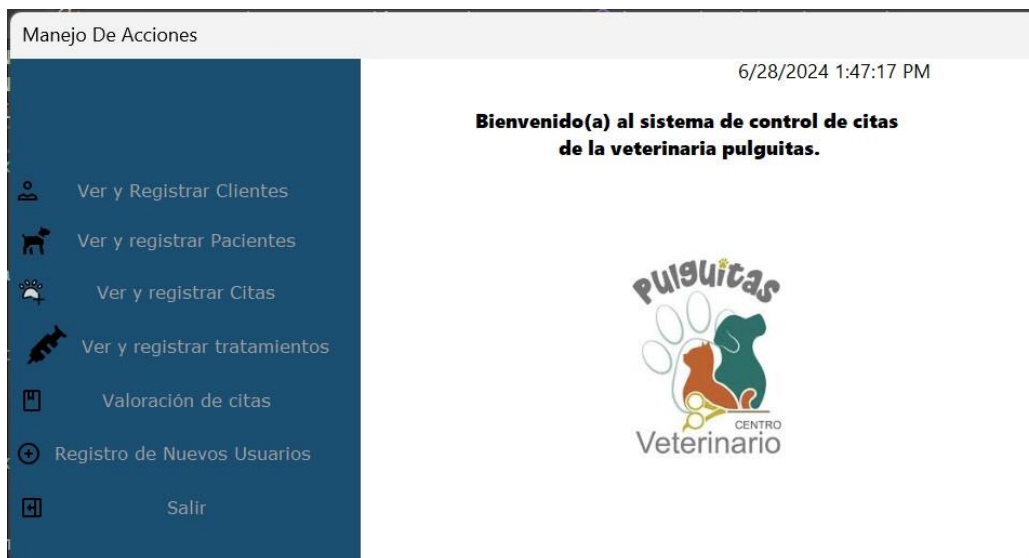 Manejo De Acciones
6/28/2024 1:47:17 PM
Bienvenido(a) al sistema de control de citas
de la veterinaria pulguitas.
Ver y Registrar Clientes
Ver y registrar Pacientes
Ver y registrar Citas
Ver y registrar tratamientos
Valoración de citas
Registro de Nuevos Usuarios
Salir
pulguitas
CENTRO
Veterinario